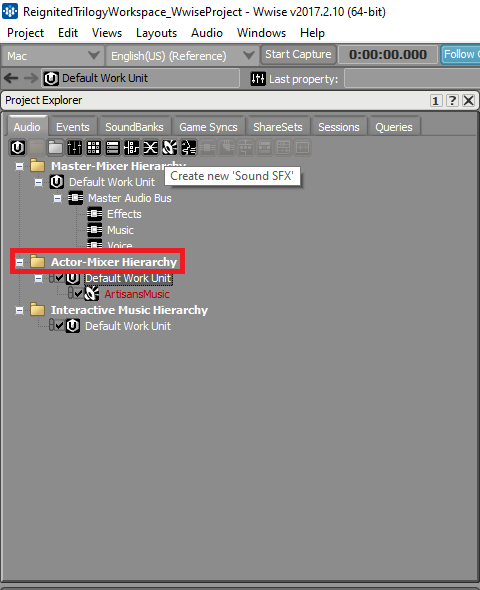 ReignitedTrilogyWorkspace_WwiseProject - Wwise v2017.2.10 (64-bit)
Project Edit Views Layouts Audio Windows Help
Mac English(US) (Reference) Start Capture 0:00:00.000 Follow
Default Work Unit Last property:
Project Explorer 1 ?
Audio Events SoundBanks Game Syncs ShareSets Sessions Queries
Master-Mixer Hierarchy
Create new 'Sound SFX'
Default Work Unit
Master Audio Bus
Effects
Music
Voice
Actor-Mixer Hierarchy
Default Work Unit
ArtisansMusic
Interactive Music Hierarchy
Default Work Unit